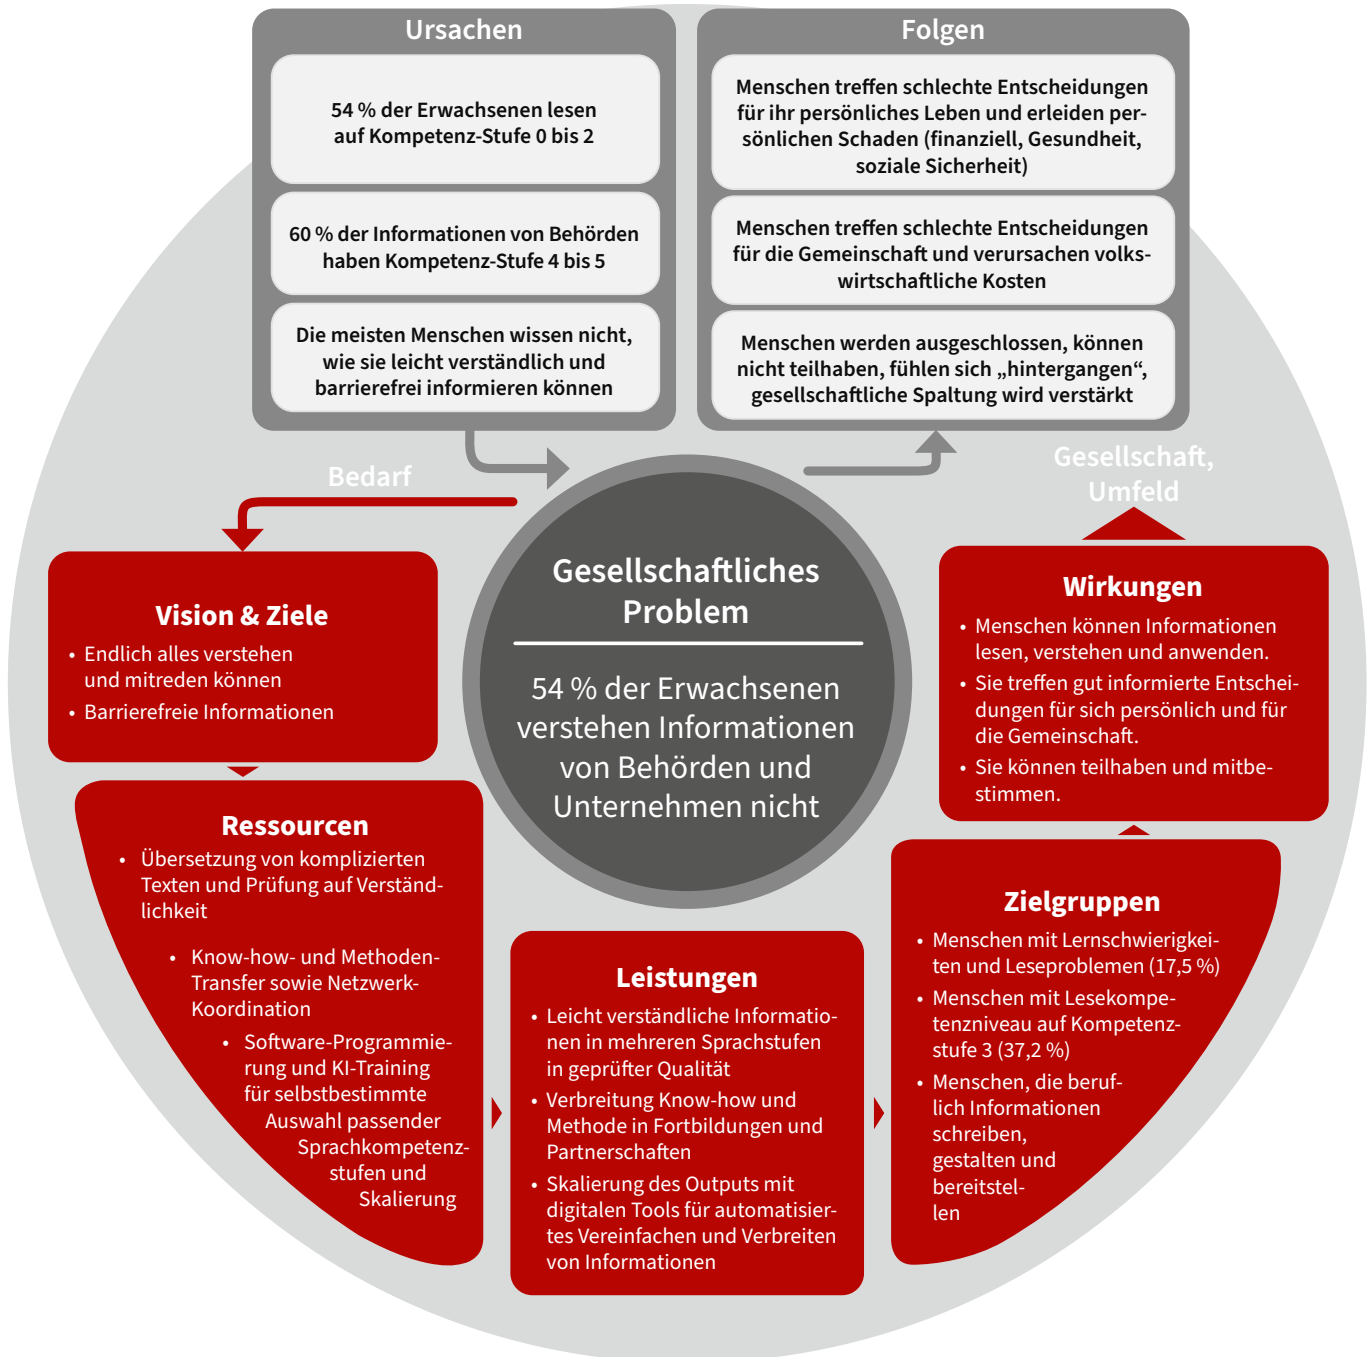 Ursachen
54 % der Erwachsenen lesen
auf Kompetenz-Stufe 0 bis 2
60 % der Informationen von Behörden
haben Kompetenz-Stufe 4 bis 5
Die meisten Menschen wissen nicht,
wie sie leicht verständlich und
barrierefrei informieren können
Folgen
Menschen treffen schlechte Entscheidungen
für ihr persönliches Leben und erleiden per-
sönlichen Schaden (finanziell, Gesundheit,
soziale Sicherheit)
Menschen treffen schlechte Entscheidungen
für die Gemeinschaft und verursachen volks-
wirtschaftliche Kosten
Menschen werden ausgeschlossen, können
nicht teilhaben, fühlen sich „hintergangen“,
gesellschaftliche Spaltung wird verstärkt
Gesellschaftliches
Problem
54 % der Erwachsenen
verstehen Informationen
von Behörden und
Unternehmen nicht
Bedarf
Vision & Ziele
• Endlich alles verstehen
und mitreden können
• Barrierefreie Informationen
Ressourcen
• Übersetzung von komplizierten
Texten und Prüfung auf Verständ-
lichkeit
• Know-how- und Methoden-
Transfer sowie Netzwerk-
Koordination
• Software-Programmie-
rung und KI-Training
für selbstbestimmte
Auswahl passender
Sprachkompetenz-
stufen und
Skalierung
Leistungen
• Leicht verständliche Informatio-
nen in mehreren Sprachstufen
in geprüfter Qualität
• Verbreitung Know-how und
Methode in Fortbildungen und
Partnerschaften
• Skalierung des Outputs mit
digitalen Tools für automatisier-
tes Vereinfachen und Verbreiten
von Informationen
Zielgruppen
• Menschen mit Lernschwierigkei-
ten und Leseproblemen (17,5 %)
• Menschen mit Lesekompe-
tenzniveau auf Kompetenz-
stufe 3 (37,2 %)
• Menschen, die beruf-
lich Informationen
schreiben,
gestalten und
bereitstel-
len
Wirkungen
• Menschen können Informationen
lesen, verstehen und anwenden.
• Sie treffen gut informierte Entschei-
dungen für sich persönlich und für
die Gemeinschaft.
• Sie können teilhaben und mitbe-
stimmen.
Gesellschaft,
Umfeld